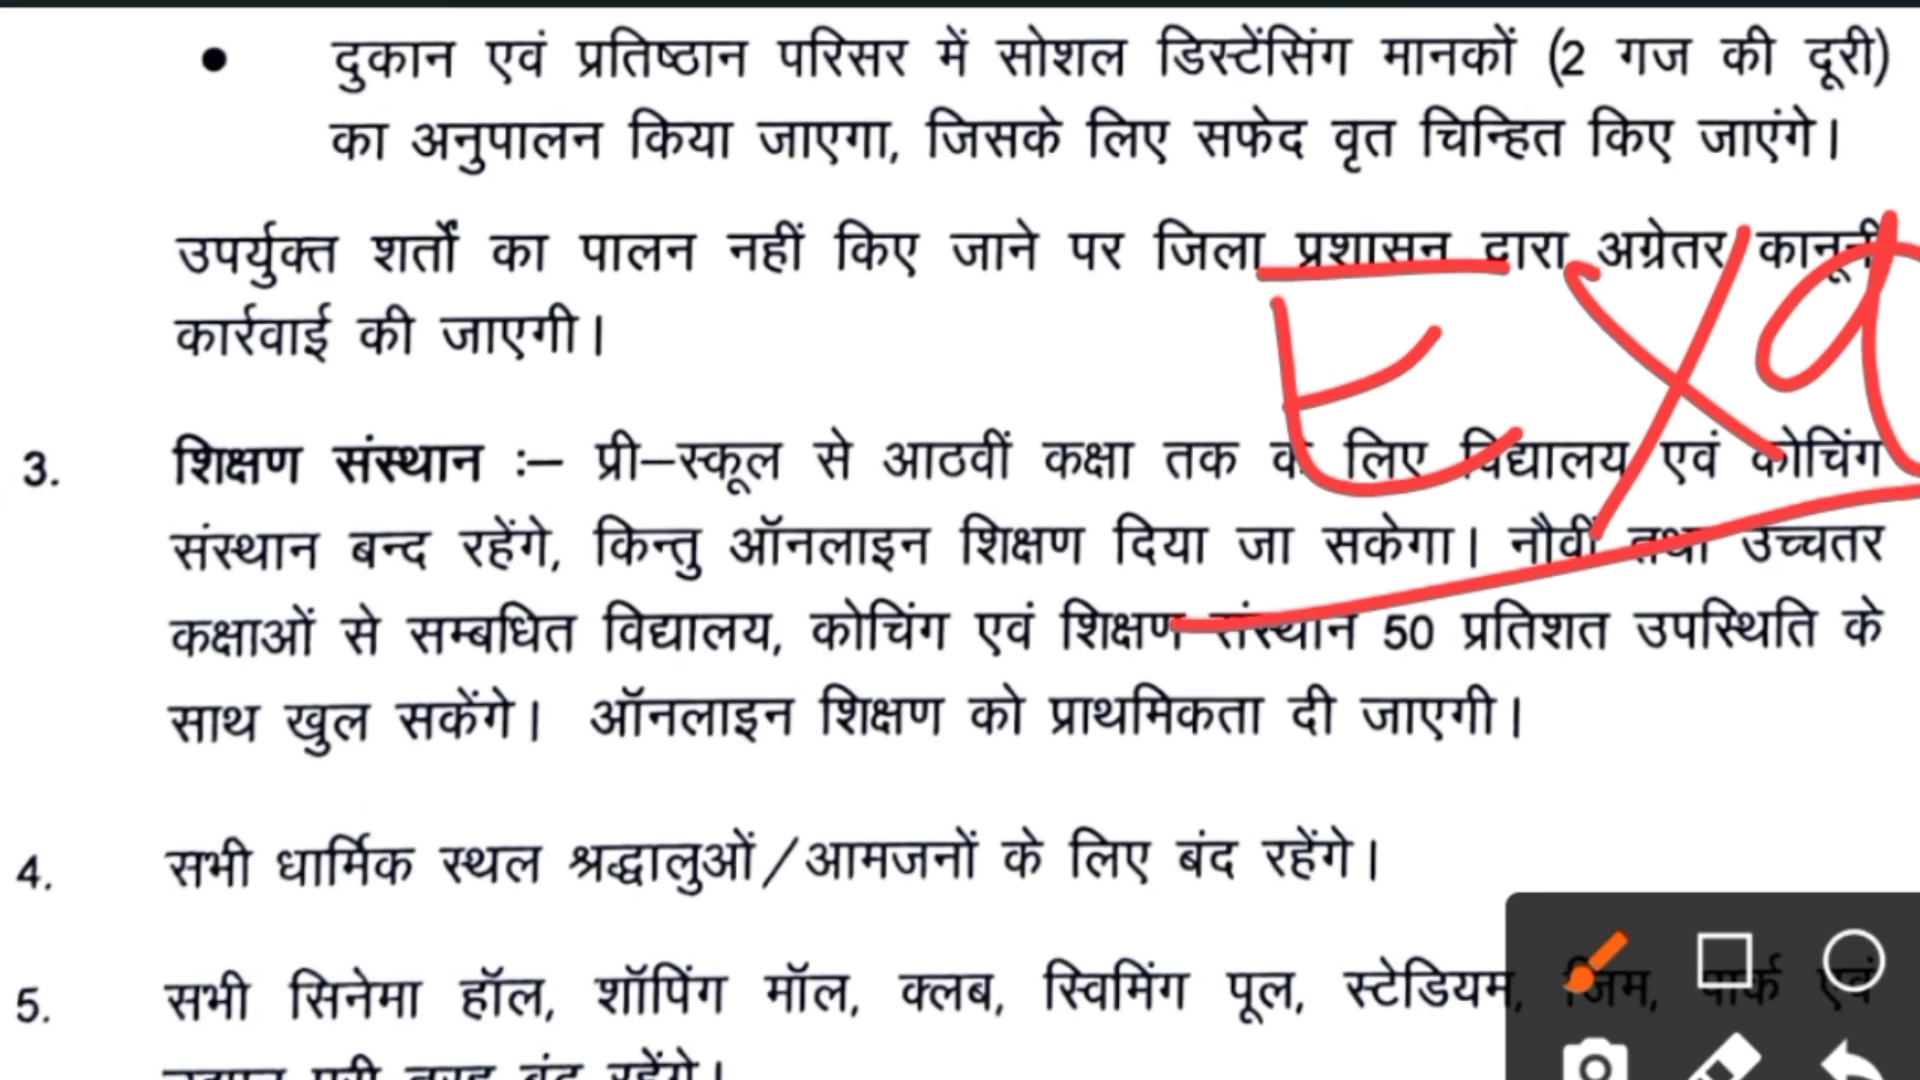 • दुकान एवं प्रतिष्ठान परिसर में सोशल डिस्टेंसिंग मानकों (2 गज की दूरी)
का अनुपालन किया जाएगा, जिसके लिए सफेद वृत चिन्हित किए जाएंगे।
उपर्युक्त शर्तों का पालन नहीं किए जाने पर जिला प्रशासन द्वारा अग्रेतर कानूनी
कार्रवाई की जाएगी।
Exa
3. शिक्षण संस्थान :– प्री–स्कूल से आठवीं कक्षा तक के लिए विद्यालय एवं कोचिंग
संस्थान बन्द रहेंगे, किन्तु ऑनलाइन शिक्षण दिया जा सकेगा। नौवीं तथा उच्चतर
कक्षाओं से सम्बधित विद्यालय, कोचिंग एवं शिक्षण संस्थान 50 प्रतिशत उपस्थिति के
साथ खुल सकेंगे। ऑनलाइन शिक्षण को प्राथमिकता दी जाएगी।
4. सभी धार्मिक स्थल श्रद्धालुओं/आमजनों के लिए बंद रहेंगे।
5. सभी सिनेमा हॉल, शॉपिंग मॉल, क्लब, स्विमिंग पूल, स्टेडियम, जिम, पार्क एवं
पूरी तरह बंद रहेंगे।